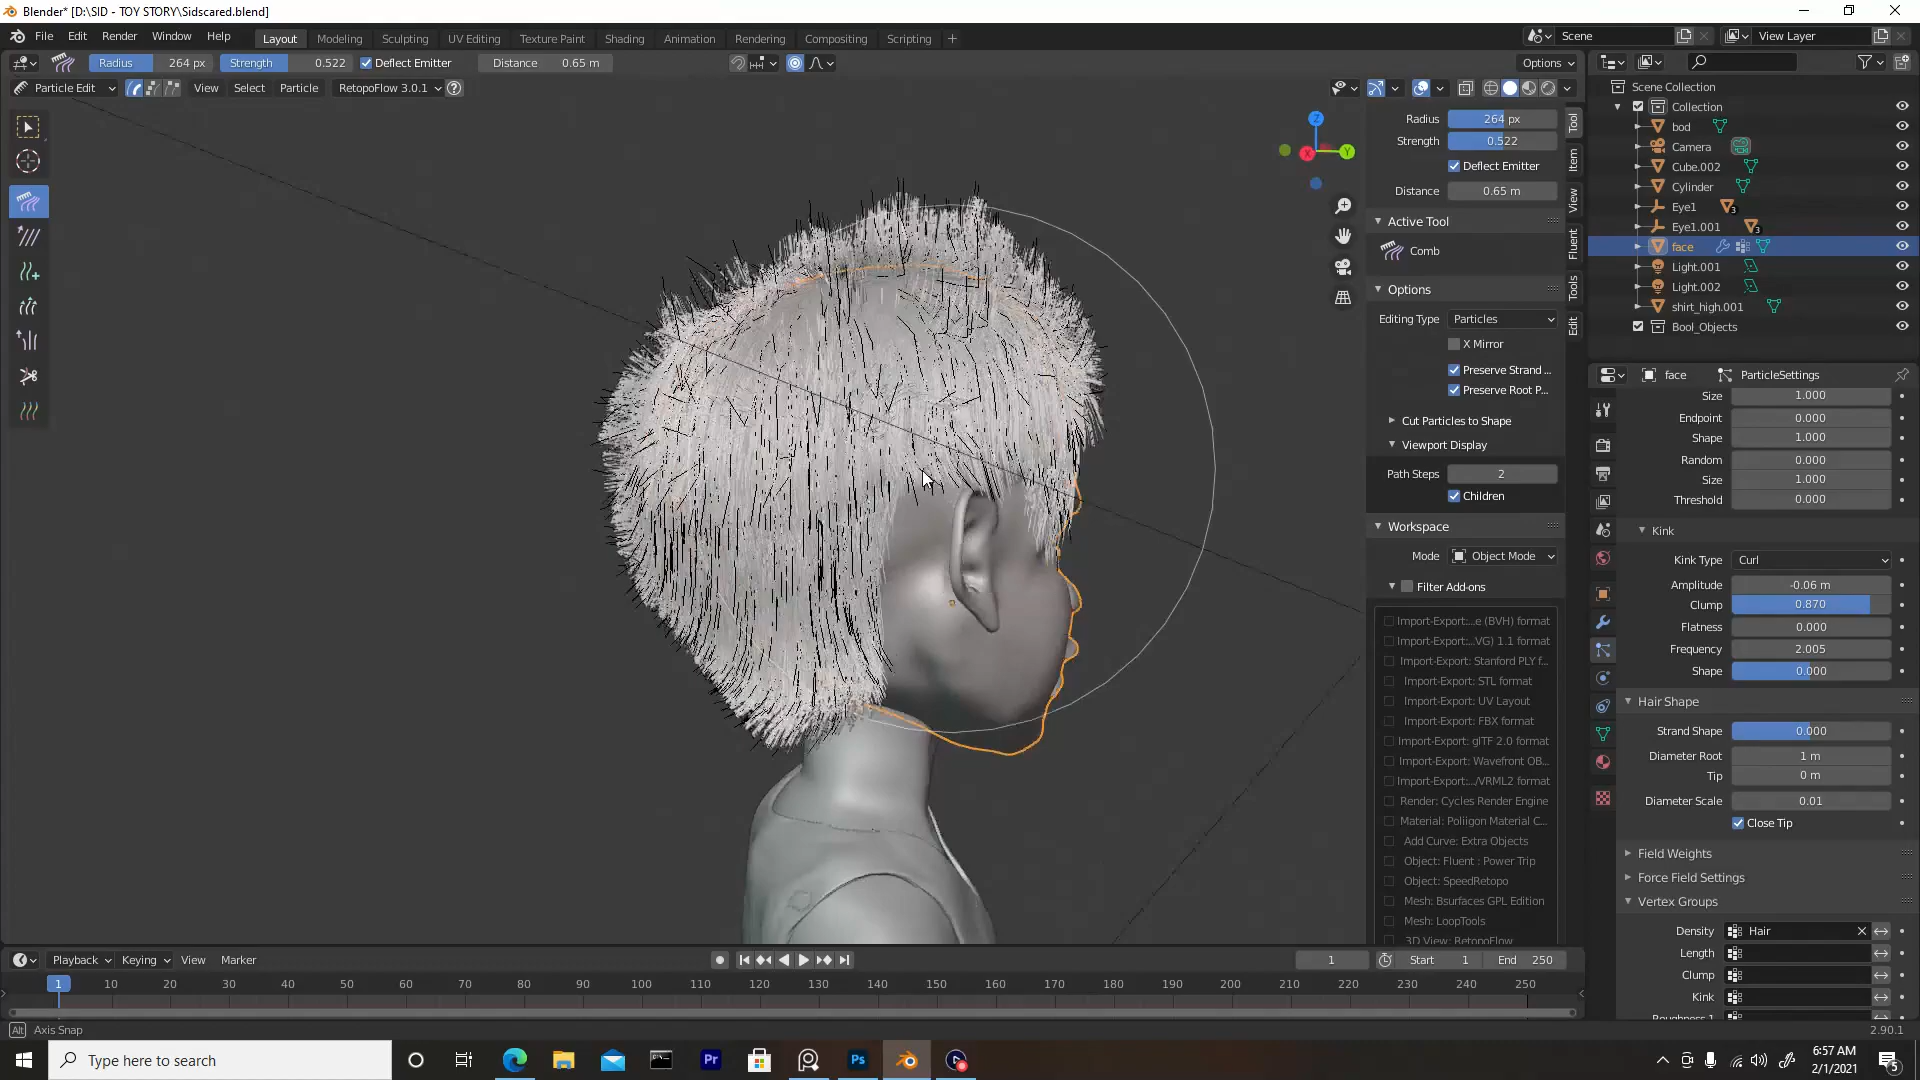 Blender* [D:\SID - TOY STORY\Sidscared.blend]
File Edit Render Window Help Layout Modeling Sculpting UV Editing Texture Paint Shading Animation Rendering Compositing Scripting + Scene View Layer
Radius 264 px Strength 0.522 Deflect Emitter Distance 0.65 m Options
Particle Edit View Select Particle RetopoFlow 3.0.1
Z
X
Y
Radius 264 px
Strength 0.522
Deflect Emitter
Distance 0.65 m
Active Tool
Comb
Options
Editing Type Particles
X Mirror
Preserve Strand ...
Preserve Root P...
Cut Particles to Shape
Viewport Display
Path Steps 2
Children
Workspace
Mode Object Mode
Filter Add-ons
Import-Export:...e (BVH) format
Import-Export:...VG) 1.1 format
Import-Export: Stanford PLY f...
Import-Export: STL format
Import-Export: UV Layout
Import-Export: FBX format
Import-Export: glTF 2.0 format
Import-Export: Wavefront OB...
Import-Export:.../VRML2 format
Render: Cycles Render Engine
Material: Poliigon Material C...
Add Curve: Extra Objects
Object: Fluent : Power Trip
Object: SpeedRetopo
Mesh: Bsurfaces GPL Edition
Mesh: LoopTools
3D View: RetopoFlow
Tool
Item
View
Fluent
Tools
Edit
Scene Collection
Collection
bod
Camera
Cube.002
Cylinder
Eye1 3
Eye1.001 3
face
Light.001
Light.002
shirt_high.001
Bool_Objects
face ParticleSettings
Size 1.000
Endpoint 0.000
Shape 1.000
Random 0.000
Size 1.000
Threshold 0.000
Kink
Kink Type Curl
Amplitude -0.06 m
Clump 0.870
Flatness 0.000
Frequency 2.005
Shape 0.000
Hair Shape
Strand Shape 0.000
Diameter Root 1 m
Tip 0 m
Diameter Scale 0.01
Close Tip
Field Weights
Force Field Settings
Vertex Groups
Density Hair
Length
Clump
Kink
Roughness 1
Playback Keying View Marker 1 Start 1 End 250
1 10 20 30 40 50 60 70 80 90 100 110 120 130 140 150 160 170 180 190 200 210 220 230 240 250
Alt Axis Snap 2.90.1
Type here to search Pr Ps 6:57 AM
2/1/2021 5